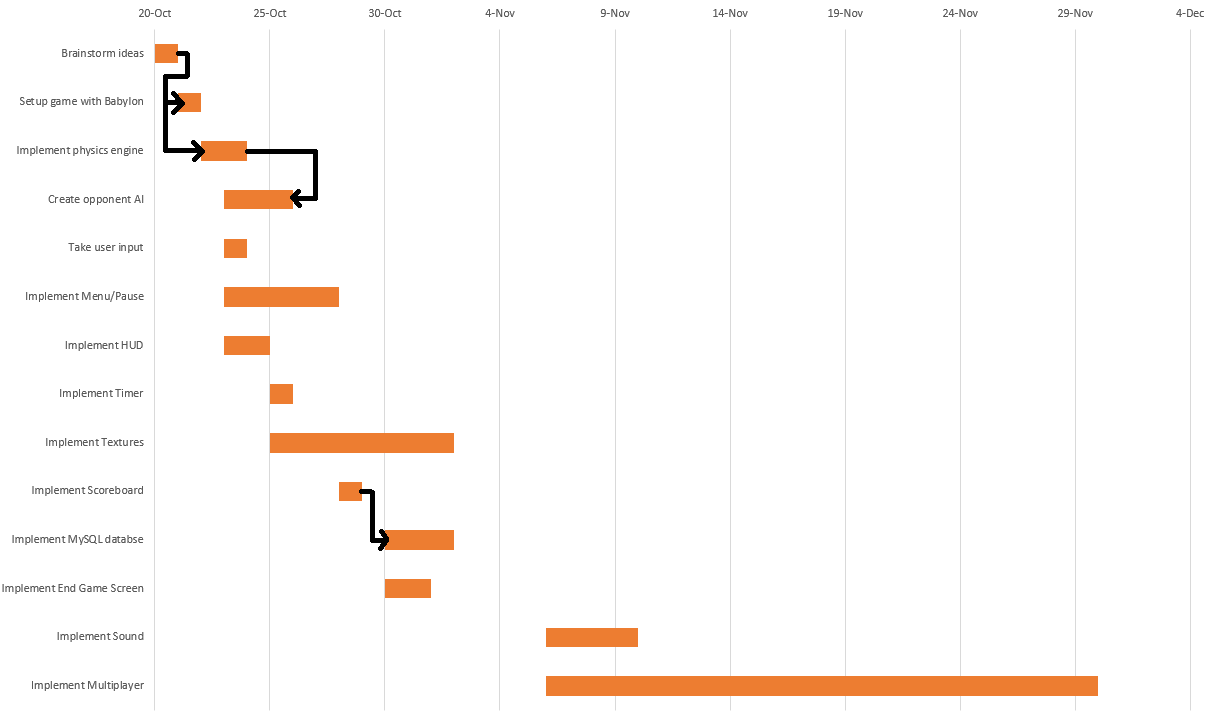 20-Oct 25-Oct 30-Oct 4-Nov 9-Nov 14-Nov 19-Nov 24-Nov 29-Nov 4-Dec
Brainstorm ideas
Setup game with Babylon
Implement physics engine
Create opponent AI
Take user input
Implement Menu/Pause
Implement HUD
Implement Timer
Implement Textures
Implement Scoreboard
Implement MySQL databse
Implement End Game Screen
Implement Sound
Implement Multiplayer